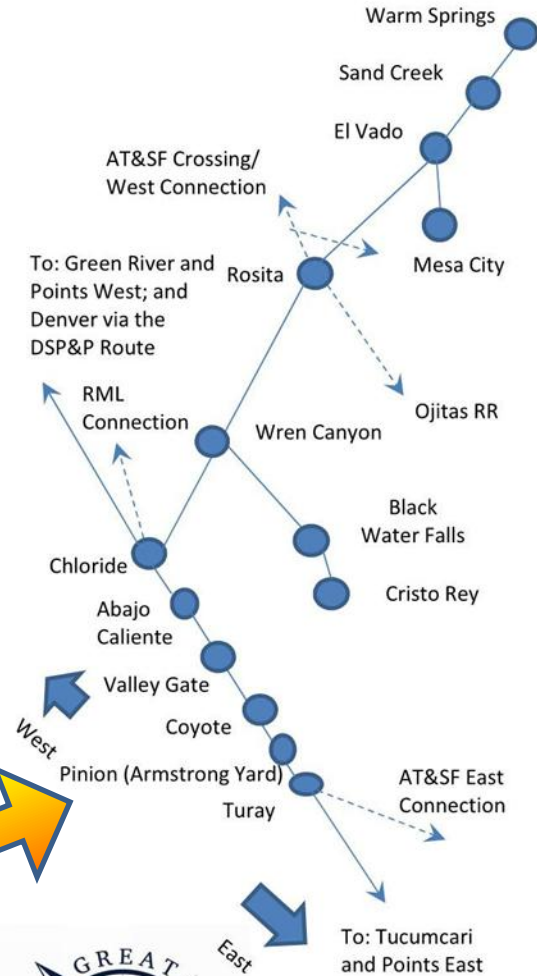 Warm Springs
Sand Creek
El Vado
AT&SF Crossing/
West Connection
Mesa City
To: Green River and
Points West; and
Denver via the
DSP&P Route
Rosita
RML
Connection
Ojitas RR
Wren Canyon
Black
Water Falls
Chloride
Cristo Rey
Abajo
Caliente
Valley Gate
West
Coyote
Pinion (Armstrong Yard)
AT&SF East
Connection
Turay
East
To: Tucumcari
and Points East
GREAT